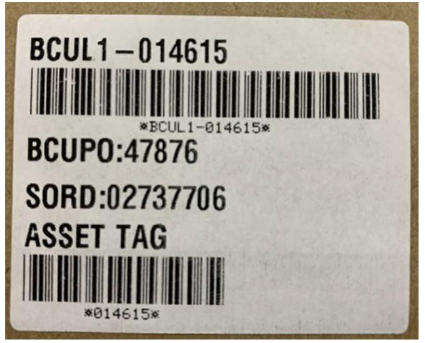 BCUL1-014615
*BCUL1-014615*
BCUPO:47876
SORD:02737706
ASSET TAG
*014615*